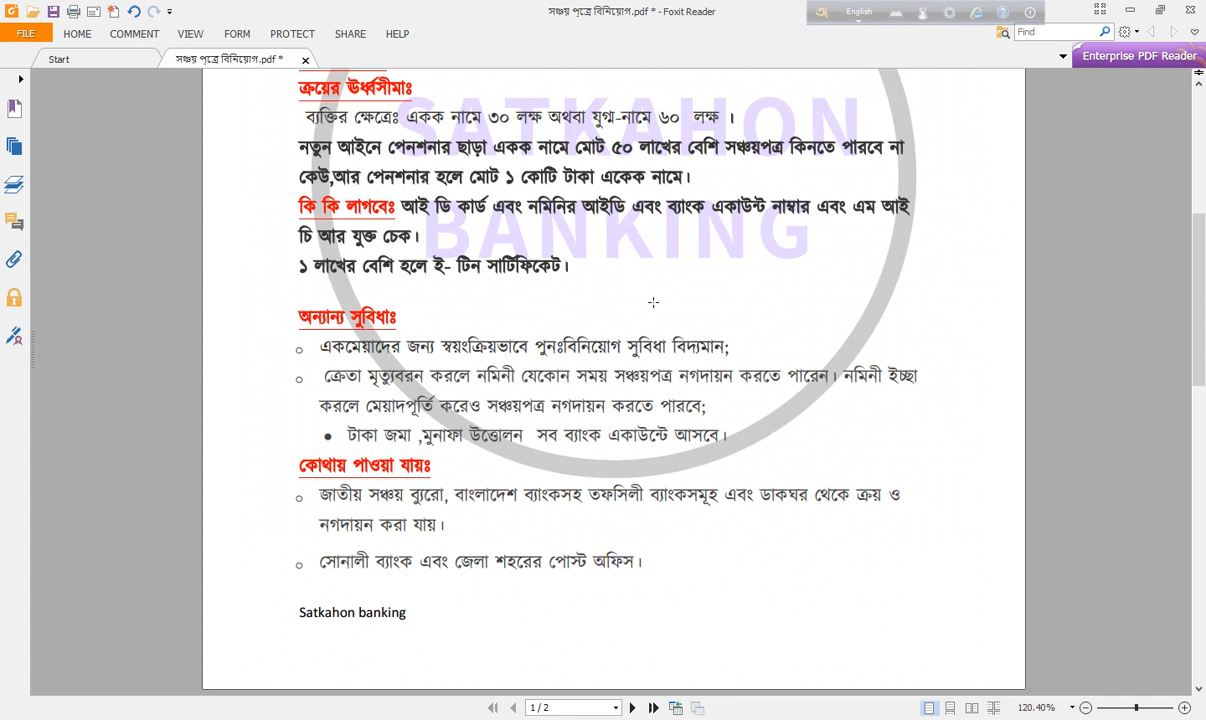 সঞ্চয় পত্রে বিনিয়োগ.pdf * - Foxit Reader
English
FILE HOME COMMENT VIEW FORM PROTECT SHARE HELP
Find
Start
সঞ্চয় পত্রে বিনিয়োগ.pdf *
Enterprise PDF Reader
SATKAHON
BANKING
ক্রয়ের ঊর্ধ্বসীমাঃ
ব্যক্তির ক্ষেত্রেঃ একক নামে ৩০ লক্ষ অথবা যুগ্ম-নামে ৬০ লক্ষ ।
নতুন আইনে পেনশনার ছাড়া একক নামে মোট ৫০ লাখের বেশি সঞ্চয়পত্র কিনতে পারবে না
কেউ,আর পেনশনার হলে মোট ১ কোটি টাকা একেক নামে।
কি কি লাগবেঃ আই ডি কার্ড এবং নমিনির আইডি এবং ব্যাংক একাউন্ট নাম্বার এবং এম আই
চি আর যুক্ত চেক।
১ লাখের বেশি হলে ই- টিন সার্টিফিকেট।
অন্যান্য সুবিধাঃ
একমেয়াদের জন্য স্বয়ংক্রিয়ভাবে পুনঃবিনিয়োগ সুবিধা বিদ্যমান;
ক্রেতা মৃত্যুবরন করলে নমিনী যেকোন সময় সঞ্চয়পত্র নগদায়ন করতে পারেন। নমিনী ইচ্ছা
করলে মেয়াদপূর্তি করেও সঞ্চয়পত্র নগদায়ন করতে পারবে;
টাকা জমা ,মুনাফা উত্তোলন সব ব্যাংক একাউন্টে আসবে।
কোথায় পাওয়া যায়ঃ
জাতীয় সঞ্চয় ব্যুরো, বাংলাদেশ ব্যাংকসহ তফসিলী ব্যাংকসমূহ এবং ডাকঘর থেকে ক্রয় ও
নগদায়ন করা যায়।
সোনালী ব্যাংক এবং জেলা শহরের পোস্ট অফিস।
Satkahon banking
1 / 2
120.40%